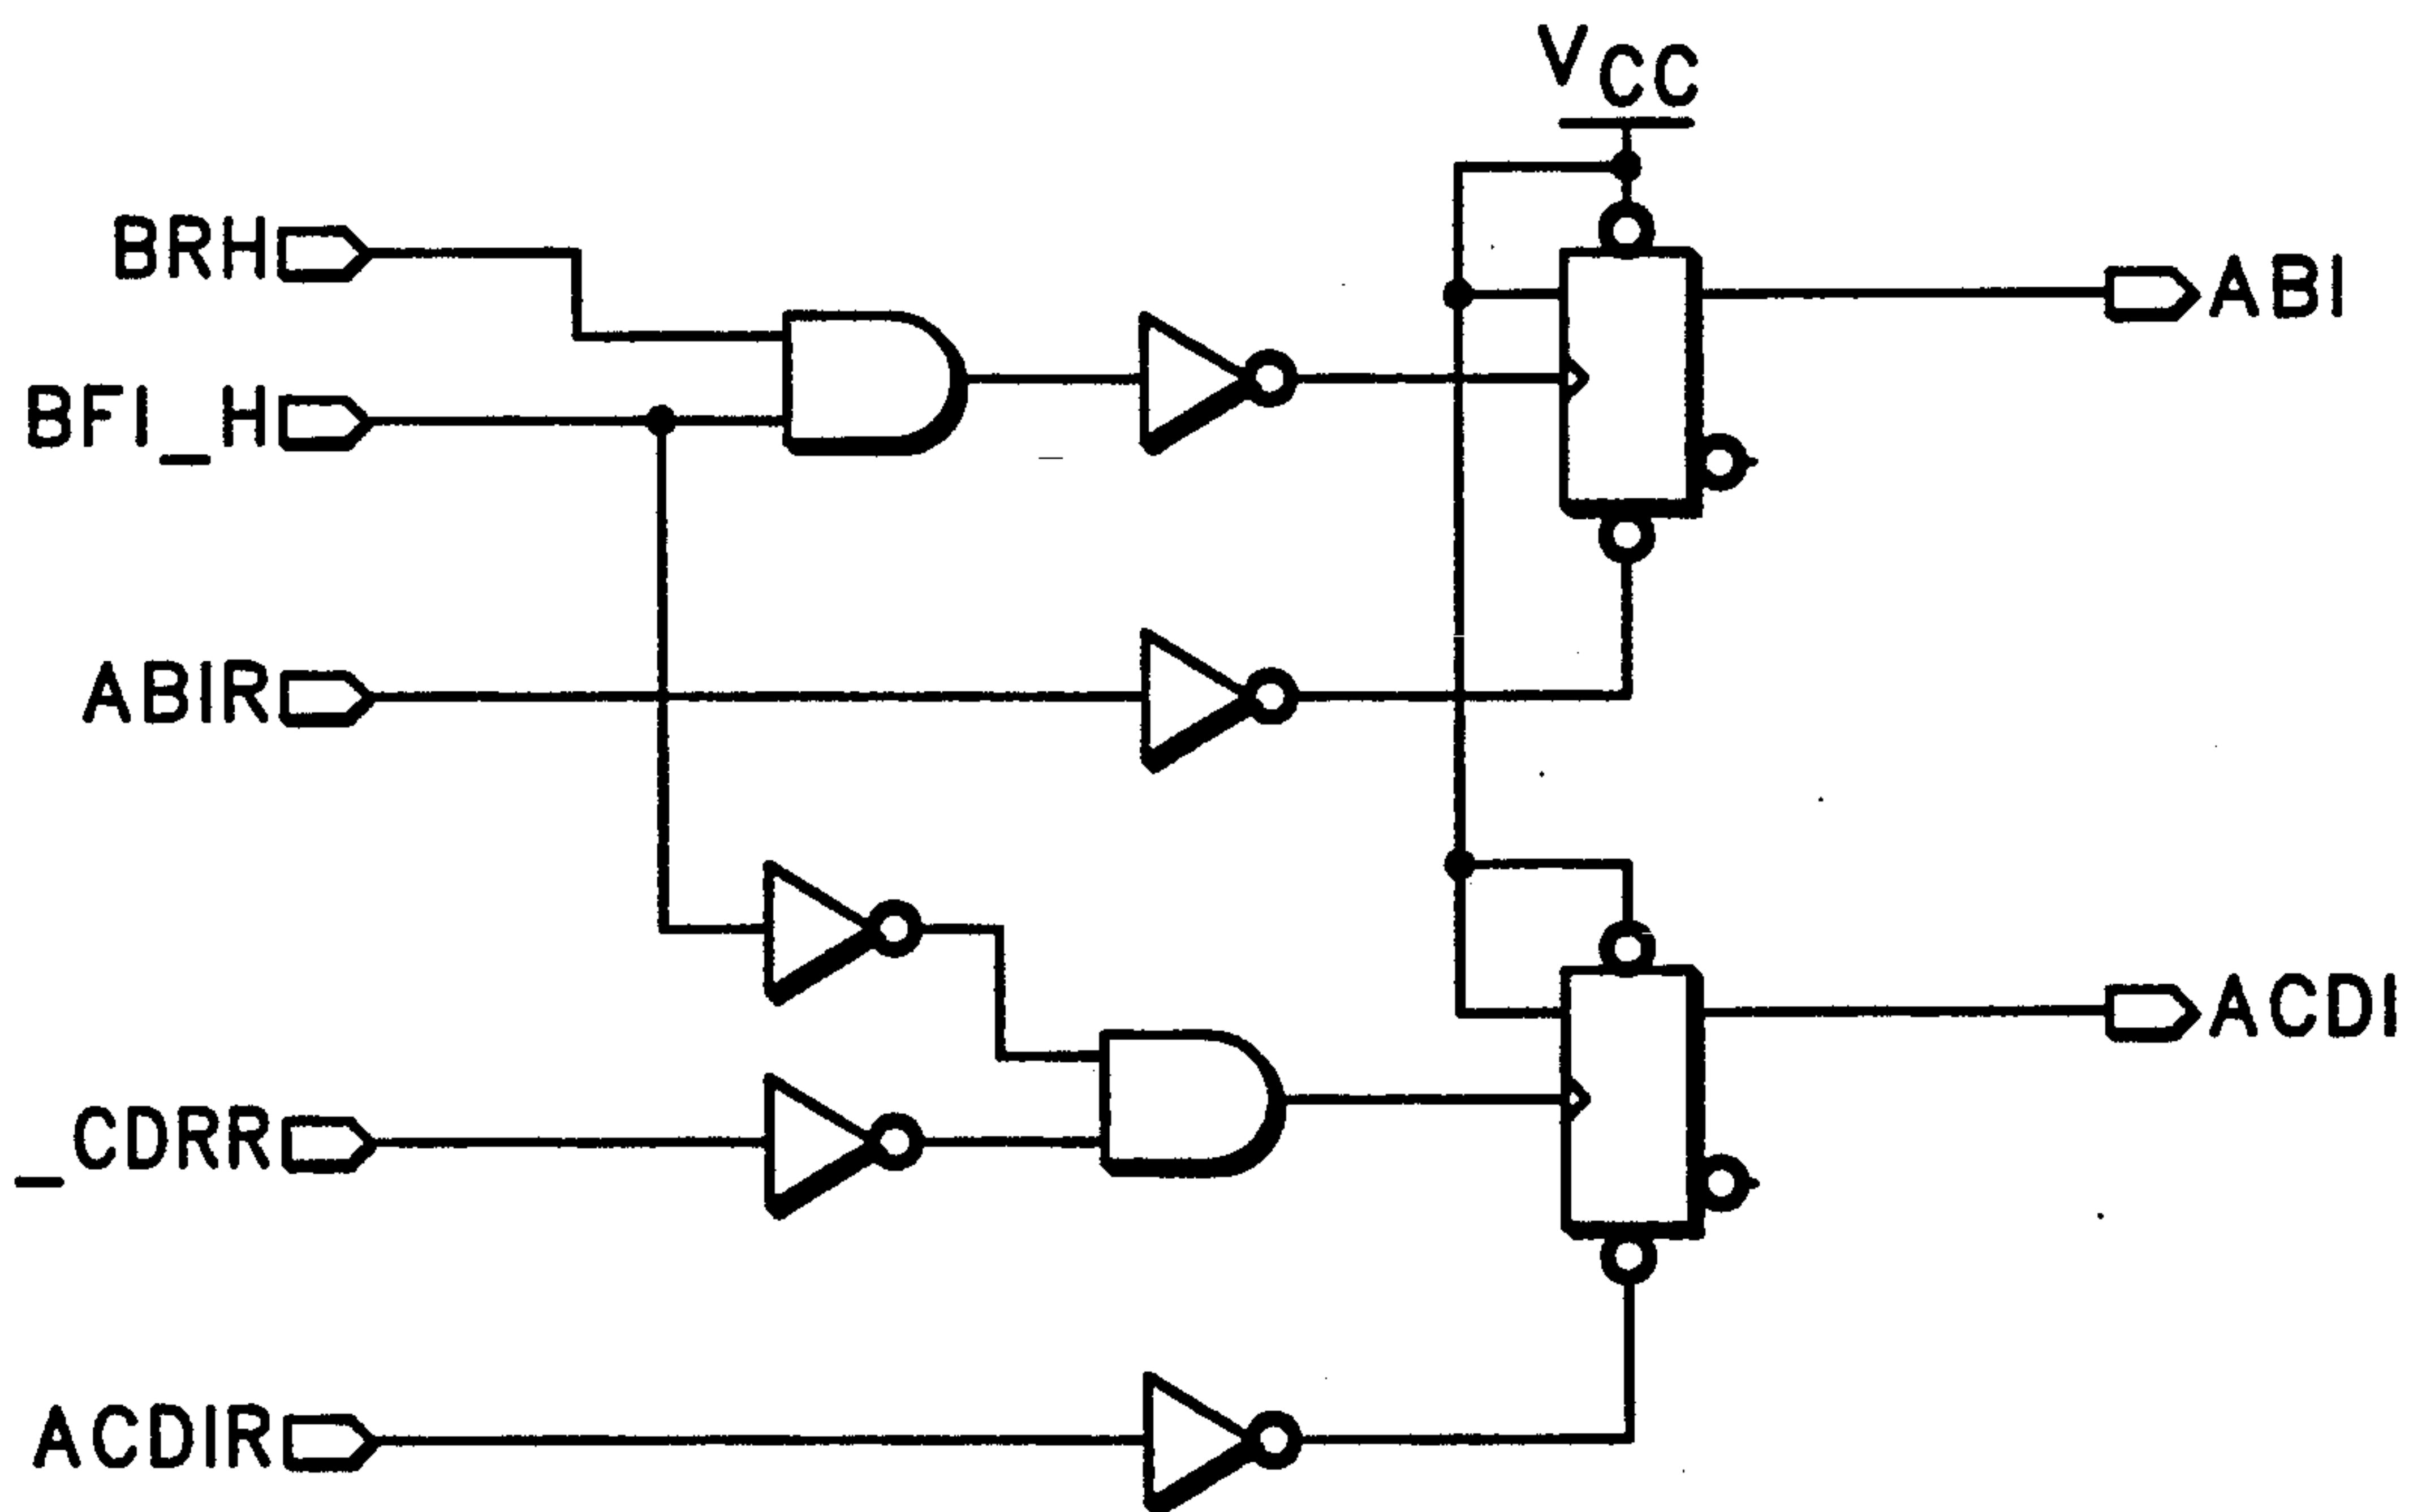 VCC
BRH
ABI
BFI_H
ABIR
ACDI
_CDRR
ACDIR